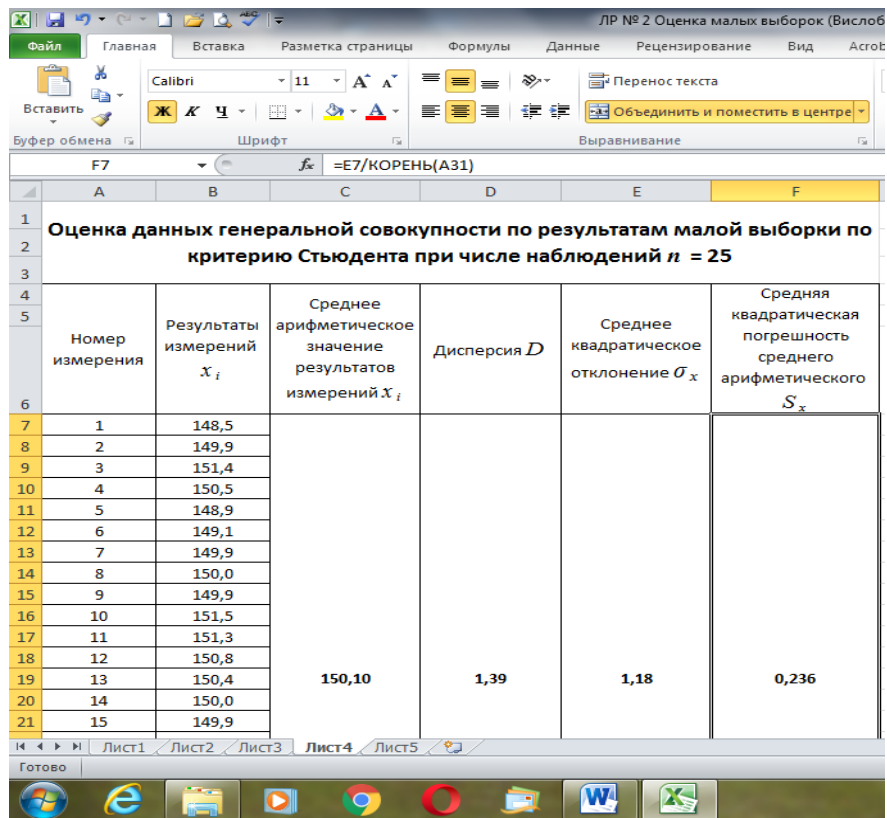 ЛР № 2 Оценка малых выборок (Вислоб
Файл Главная Вставка Разметка страницы Формулы Данные Рецензирование Вид Acrob
Calibri 11 Перенос текста
Вставить Ж К Ч Объединить и поместить в центре
Буфер обмена Шрифт Выравнивание
F7 fx =E7/КОРЕНЬ(A31)
A B C D E F
1
2
3
Оценка данных генеральной совокупности по результатам малой выборки по
критерию Стьюдента при числе наблюдений n = 25
4
5
6
Номер
измерения
Результаты
измерений
x i
Среднее
арифметическое
значение
результатов
измерений x i
Дисперсия D
Среднее
квадратическое
отклонение σ x
Средняя
квадратическая
погрешность
среднего
арифметического
S x
7 1 148,5
8 2 149,9
9 3 151,4
10 4 150,5
11 5 148,9
12 6 149,1
13 7 149,9
14 8 150,0
15 9 149,9
16 10 151,5
17 11 151,3
18 12 150,8
19 13 150,4 150,10 1,39 1,18 0,236
20 14 150,0
21 15 149,9
Лист1 Лист2 Лист3 Лист4 Лист5
Готово